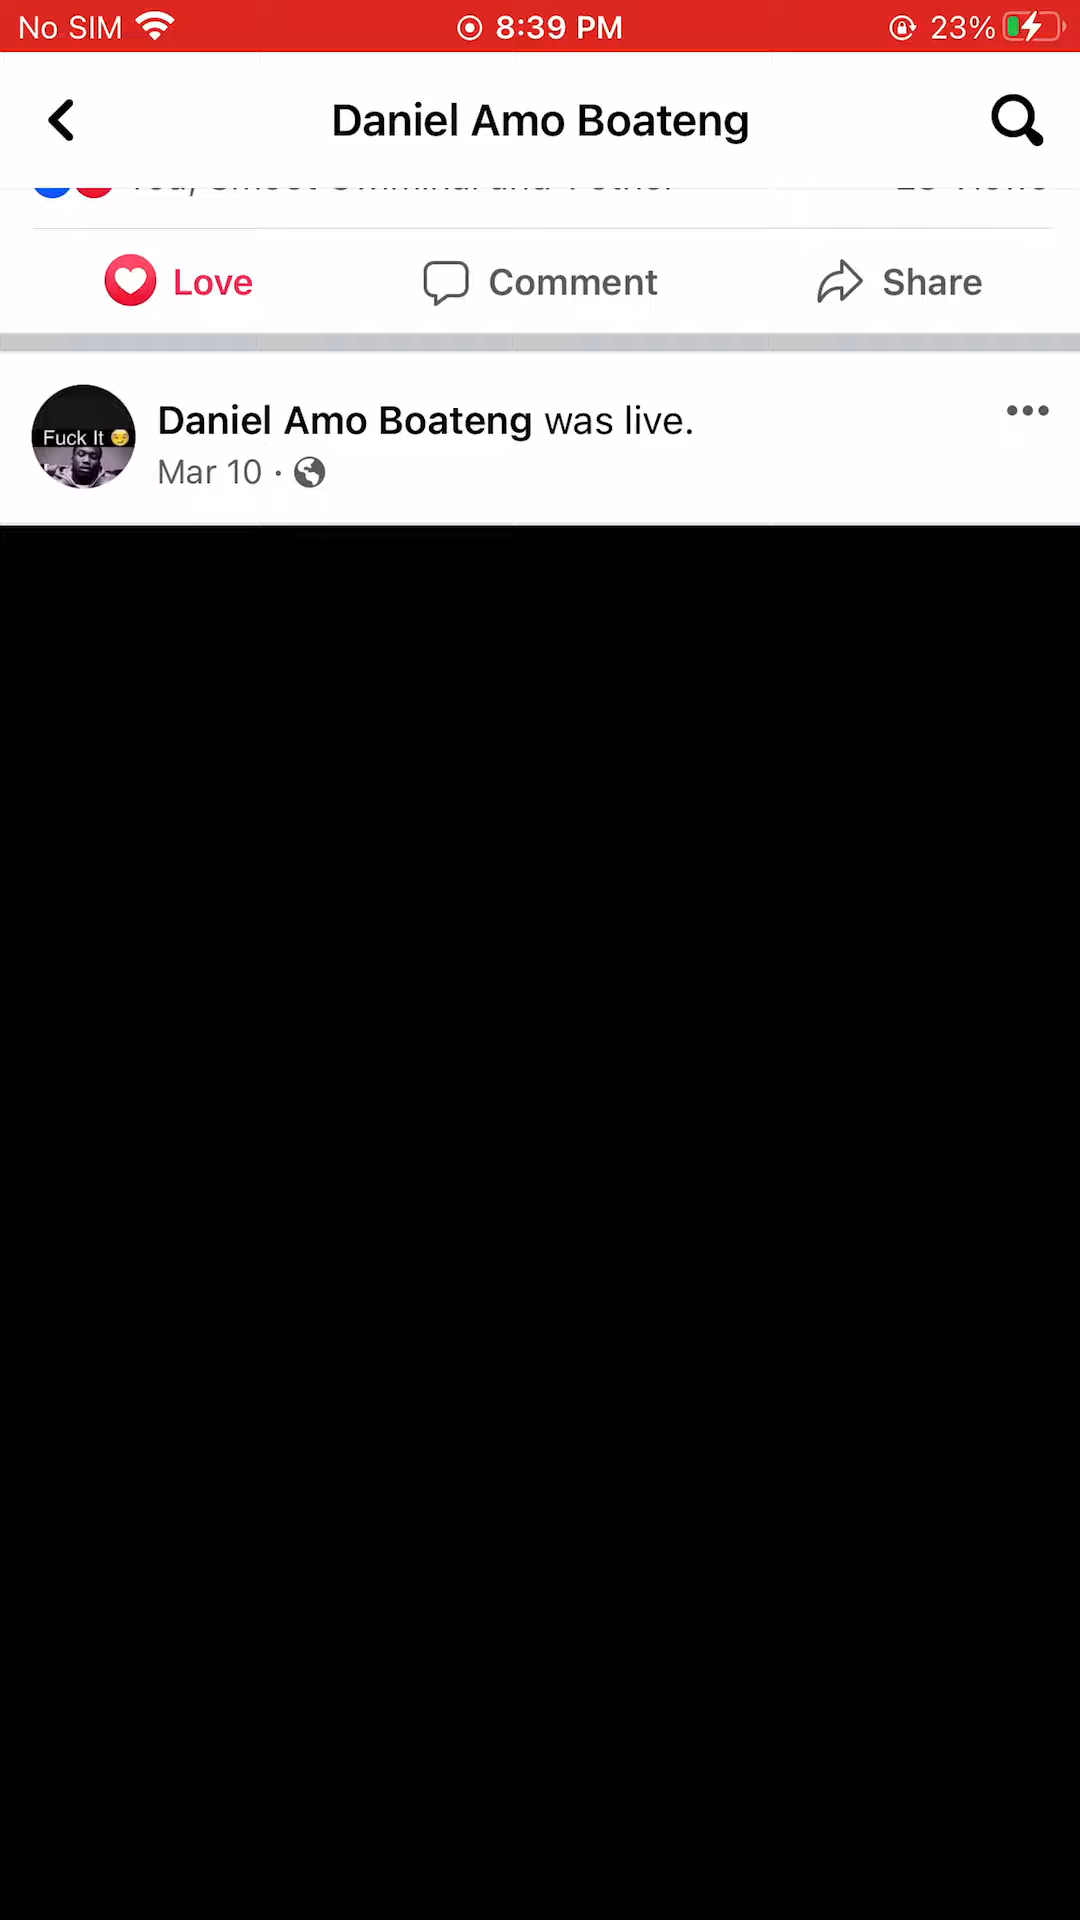 No SIM 8:39 PM 23%
Daniel Amo Boateng
Love Comment Share
Fuck It 😏
Daniel Amo Boateng was live.
Mar 10 ·